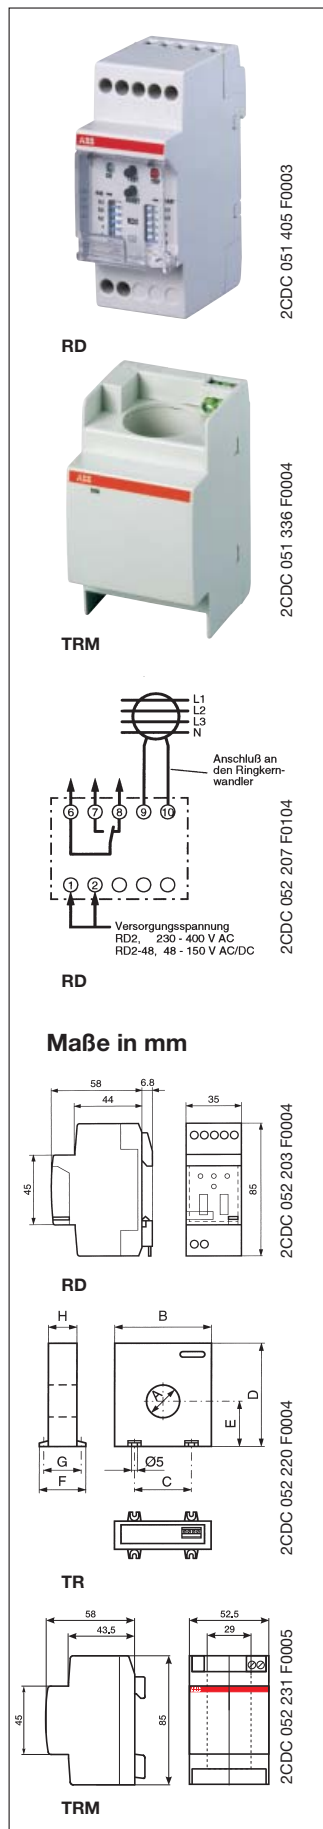 ABB
2CDC 051 405 F0003
RD
ABB
2CDC 051 336 F0004
TRM
L1
L2
L3
N
Anschluß an
den Ringkern-
wandler
6
7
8
9
10
1
2
Versorgungsspannung
RD2, 230 - 400 V AC
RD2-48, 48 - 150 V AC/DC
2CDC 052 207 F0104
RD
Maße in mm
58
6.8
44
35
45
85
2CDC 052 203 F0004
RD
H
B
A
D
E
G
F
Ø5
C
2CDC 052 220 F0004
TR
58
43.5
52.5
29
45
85
2CDC 052 231 F0005
TRM